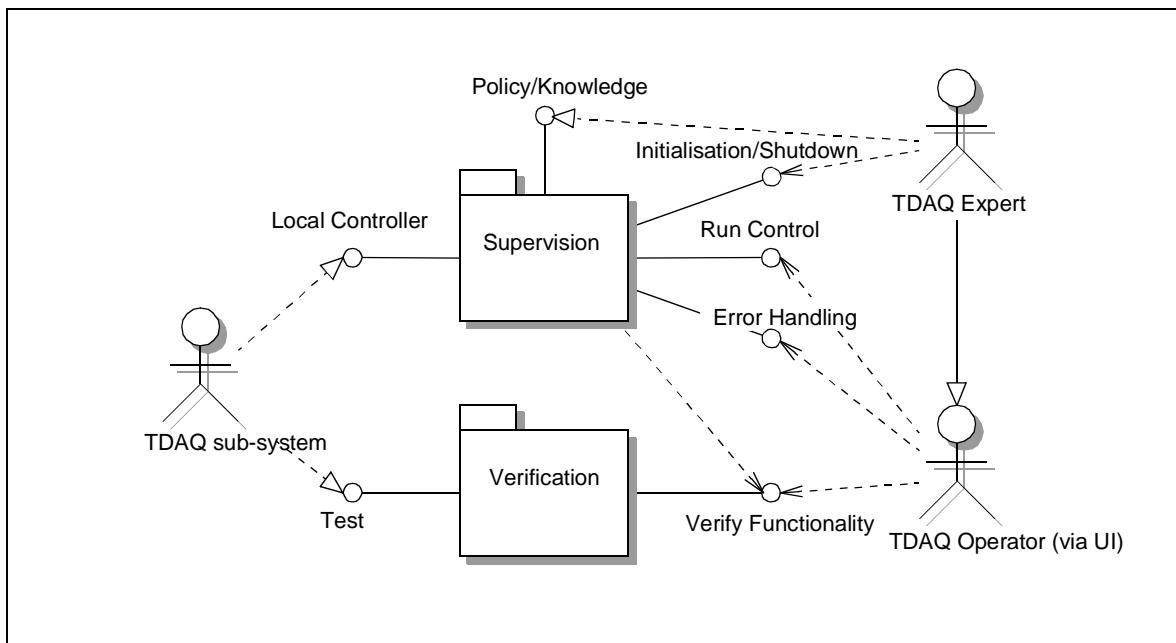 Policy/Knowledge
Initialisation/Shutdown
TDAQ Expert
Local Controller
Supervision
Run Control
Error Handling
TDAQ sub-system
Verification
Test
Verify Functionality
TDAQ Operator (via UI)